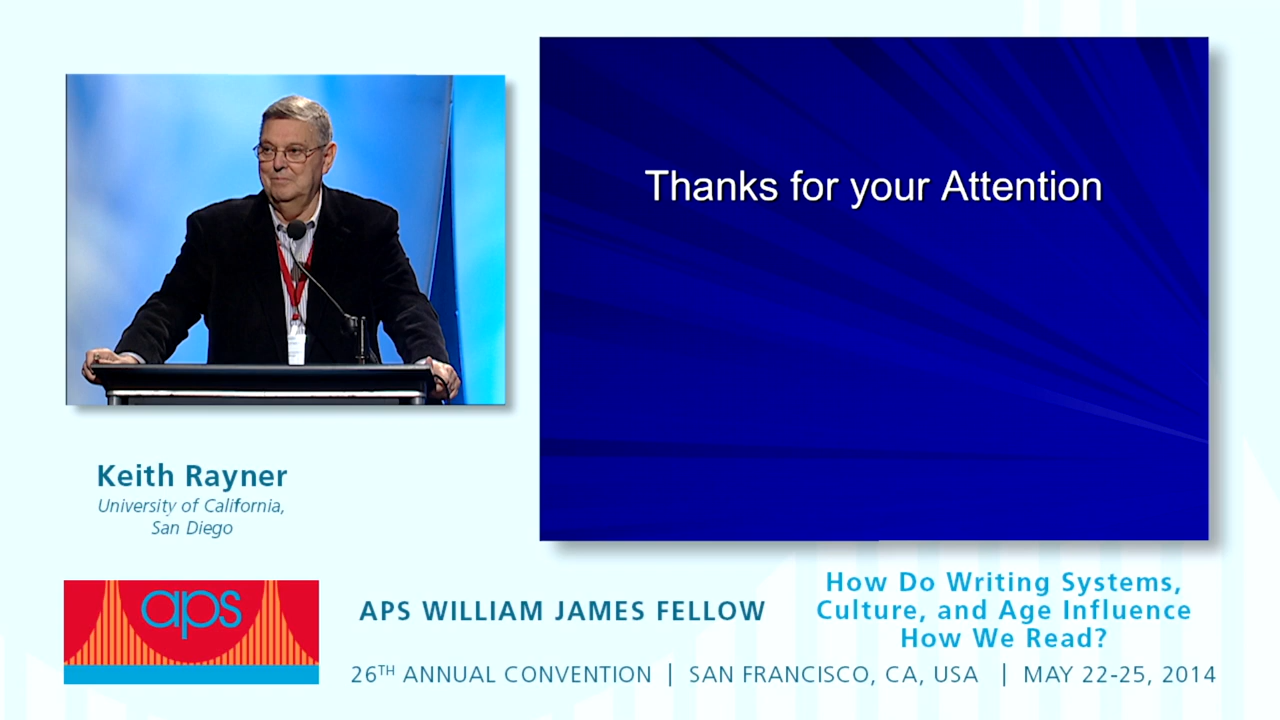 Thanks for your Attention
Keith Rayner
University of California,
San Diego
aps
APS WILLIAM JAMES FELLOW
How Do Writing Systems,
Culture, and Age Influence
How We Read?
26TH ANNUAL CONVENTION | SAN FRANCISCO, CA, USA | MAY 22-25, 2014